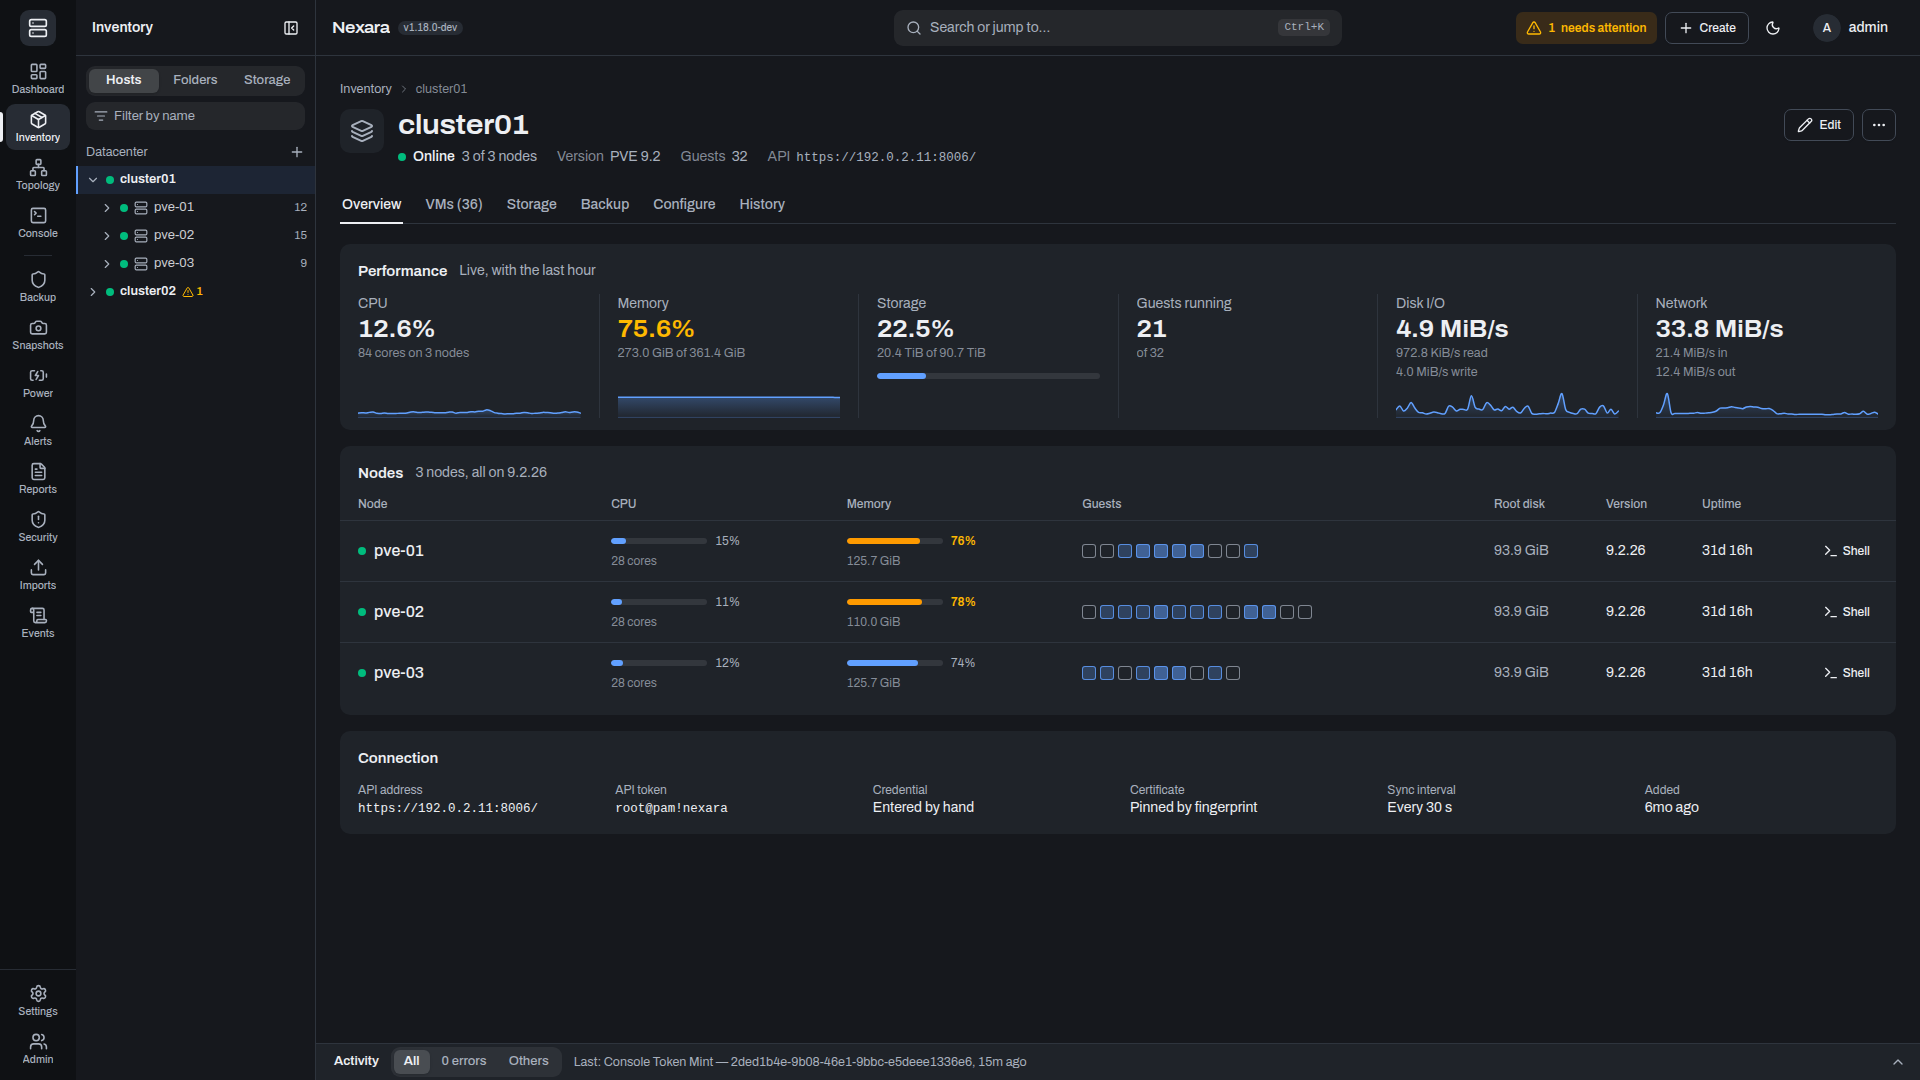 Dashboard
Inventory
Topology
Console
Backup
Snapshots
Power
Alerts
Reports
Security
Imports
Events
Settings
Admin
Inventory
Hosts Folders Storage
Filter by name
Datacenter
cluster01
pve-01 12
pve-02 15
pve-03 9
cluster02 1
Nexara v1.18.0-dev
Search or jump to... Ctrl+K
1 needs attention
Create
A admin
Inventory cluster01
cluster01
Online 3 of 3 nodes Version PVE 9.2 Guests 32 API https://192.0.2.11:8006/
Edit
Overview VMs (36) Storage Backup Configure History
Performance Live, with the last hour
CPU
12.6%
84 cores on 3 nodes
Memory
75.6%
273.0 GiB of 361.4 GiB
Storage
22.5%
20.4 TiB of 90.7 TiB
Guests running
21
of 32
Disk I/O
4.9 MiB/s
972.8 KiB/s read
4.0 MiB/s write
Network
33.8 MiB/s
21.4 MiB/s in
12.4 MiB/s out
Nodes 3 nodes, all on 9.2.26
Node CPU Memory Guests Root disk Version Uptime
pve-01 15% 28 cores 76% 125.7 GiB 93.9 GiB 9.2.26 31d 16h Shell
pve-02 11% 28 cores 78% 110.0 GiB 93.9 GiB 9.2.26 31d 16h Shell
pve-03 12% 28 cores 74% 125.7 GiB 93.9 GiB 9.2.26 31d 16h Shell
Connection
API address
https://192.0.2.11:8006/
API token
root@pam!nexara
Credential
Entered by hand
Certificate
Pinned by fingerprint
Sync interval
Every 30 s
Added
6mo ago
Activity All 0 errors Others Last: Console Token Mint — 2ded1b4e-9b08-46e1-9bbc-e5deee1336e6, 15m ago